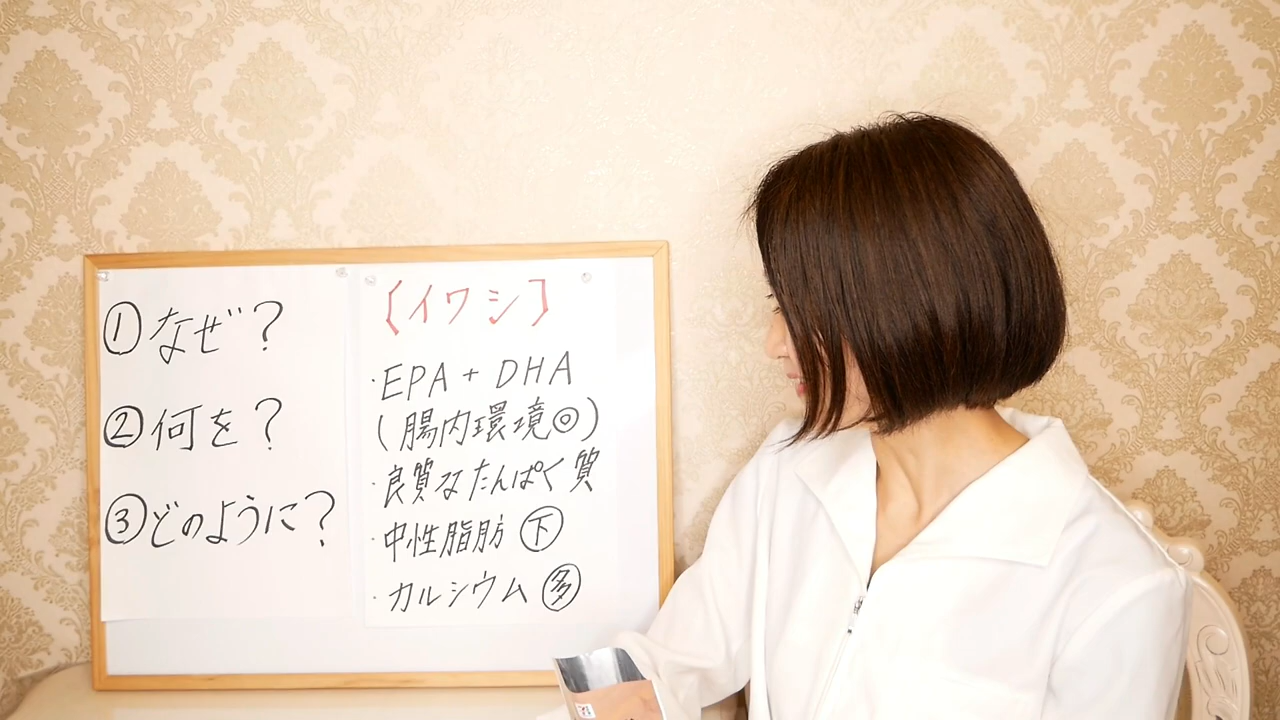 ①なぜ?
②何を?
③どのように?
[イワシ]
・EPA+DHA
(腸内環境◎)
・良質なたんぱく質
・中性脂肪 下
・カルシウム 多